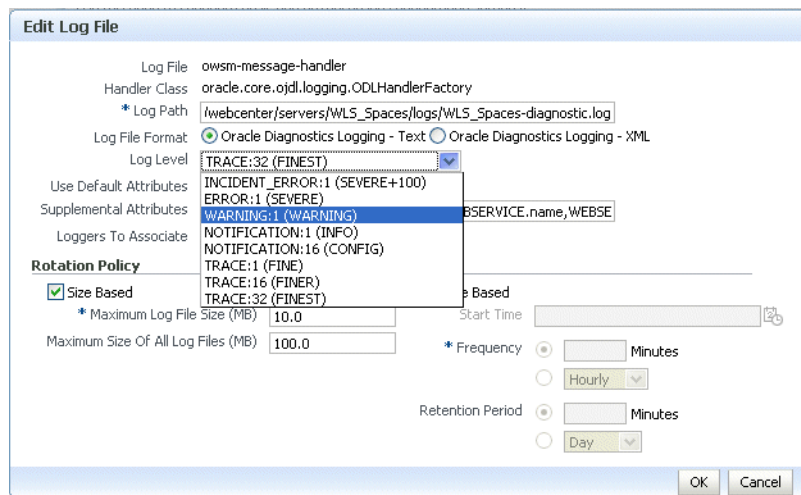 Edit Log File
Log File owsm-message-handler
Handler Class oracle.core.ojdl.logging.ODLHandlerFactory
* Log Path /webcenter/servers/WLS_Spaces/logs/WLS_Spaces-diagnostic.log
Log File Format Oracle Diagnostics Logging - Text Oracle Diagnostics Logging - XML
Log Level TRACE:32 (FINEST)
Use Default Attributes
INCIDENT_ERROR:1 (SEVERE+100)
ERROR:1 (SEVERE)
Supplemental Attributes
WARNING:1 (WARNING) BSERVICE.name,WEBSE
Loggers To Associate
NOTIFICATION:1 (INFO)
NOTIFICATION:16 (CONFIG)
TRACE:1 (FINE)
TRACE:16 (FINER)
TRACE:32 (FINEST)
Rotation Policy
Size Based
* Maximum Log File Size (MB) 10.0
Maximum Size Of All Log Files (MB) 100.0
Based
Start Time
* Frequency Minutes
Hourly
Retention Period Minutes
Day
OK Cancel